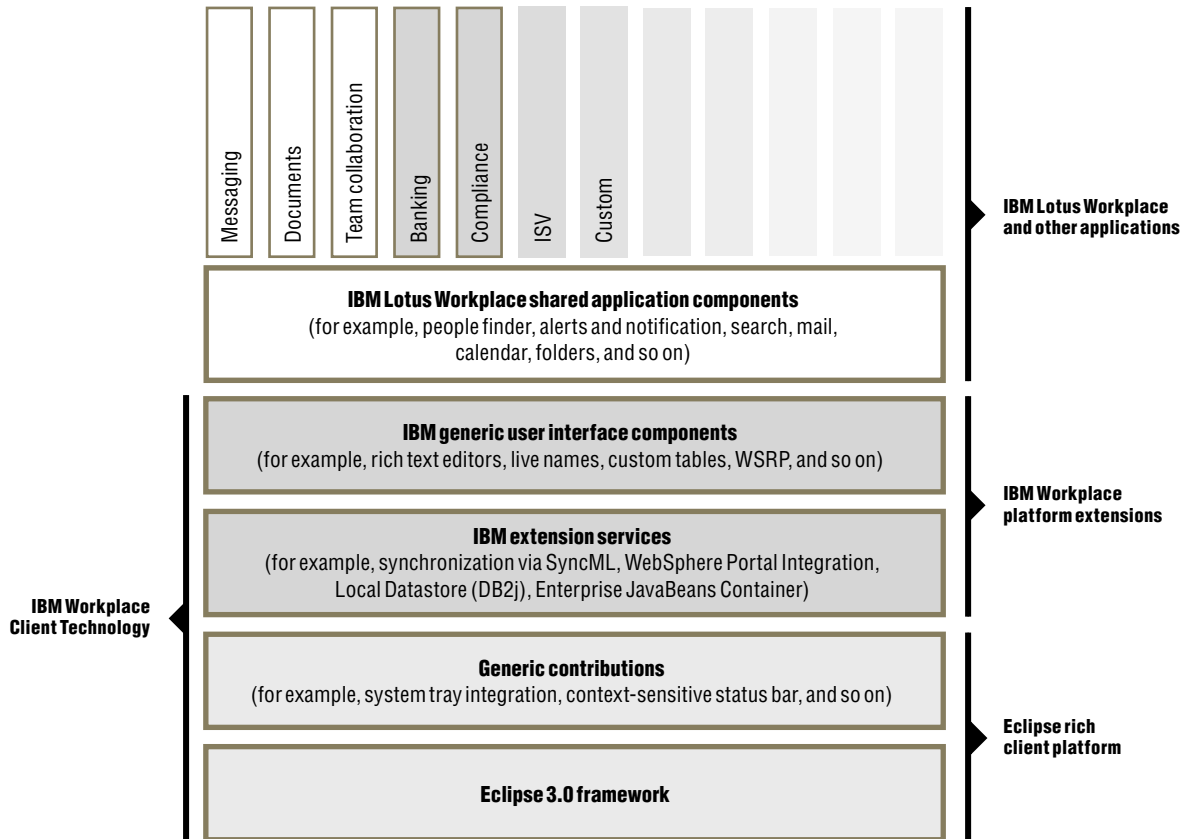 Messaging
Documents
Team collaboration
Banking
Compliance
ISV
Custom
IBM Lotus Workplace
and other applications
IBM Lotus Workplace shared application components
(for example, people finder, alerts and notification, search, mail,
calendar, folders, and so on)
IBM generic user interface components
(for example, rich text editors, live names, custom tables, WSRP, and so on)
IBM Workplace
platform extensions
IBM extension services
(for example, synchronization via SyncML, WebSphere Portal Integration,
Local Datastore (DB2j), Enterprise JavaBeans Container)
IBM Workplace
Client Technology
Generic contributions
(for example, system tray integration, context-sensitive status bar, and so on)
Eclipse rich
client platform
Eclipse 3.0 framework